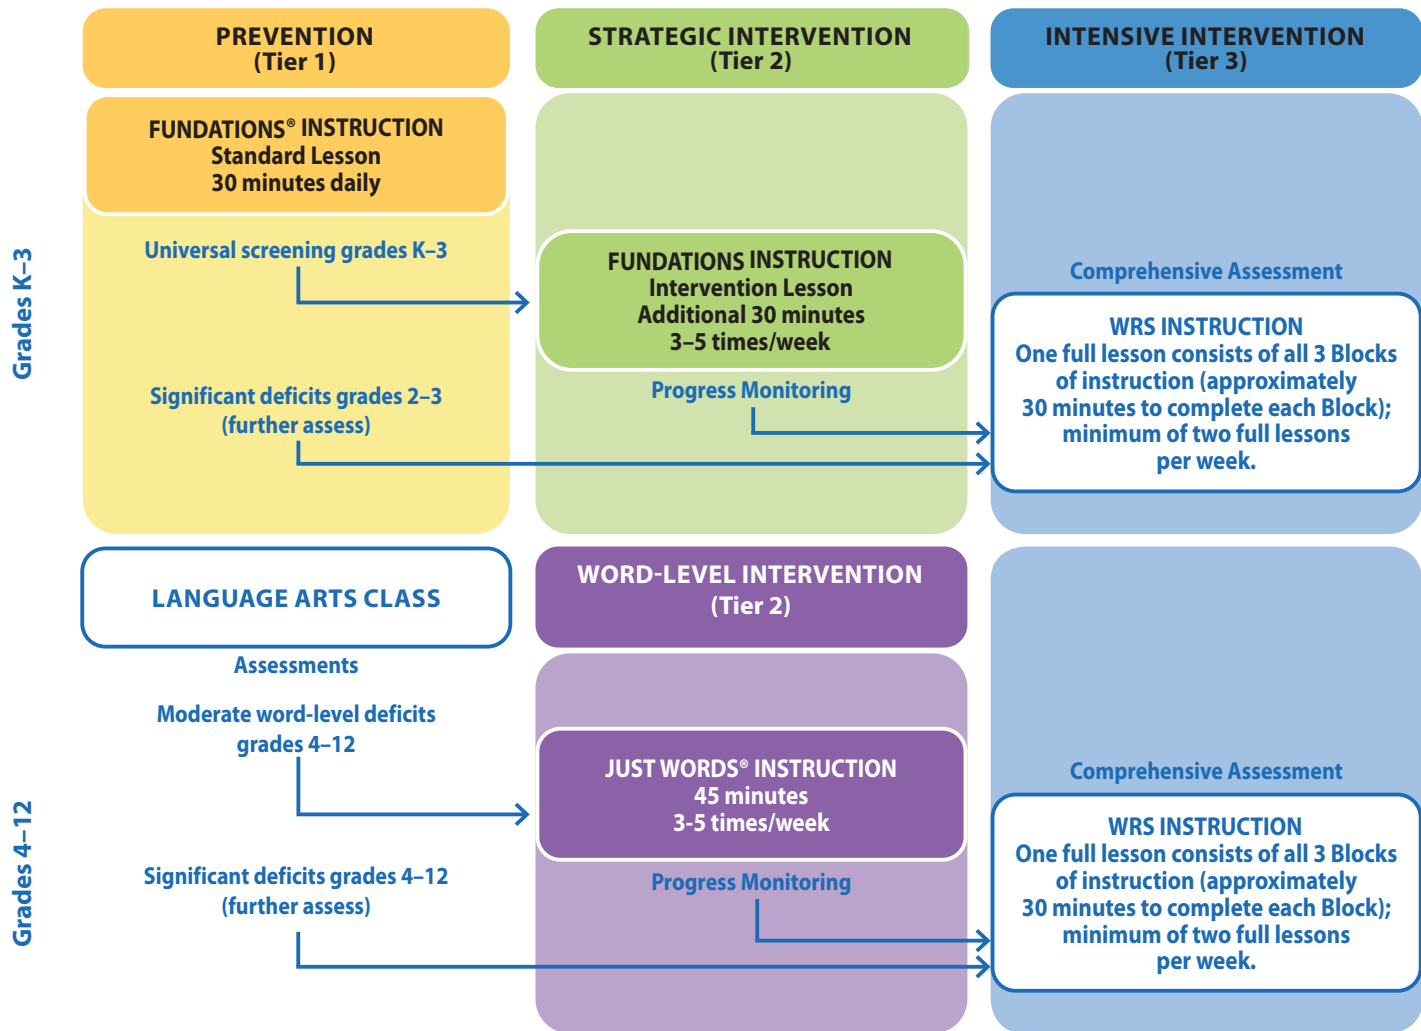 PREVENTION
(Tier 1)
STRATEGIC INTERVENTION
(Tier 2)
INTENSIVE INTERVENTION
(Tier 3)
Grades K–3
FUNDATIONS® INSTRUCTION
Standard Lesson
30 minutes daily
Universal screening grades K–3
Significant deficits grades 2–3
(further assess)
FUNDATIONS INSTRUCTION
Intervention Lesson
Additional 30 minutes
3–5 times/week
Progress Monitoring
Comprehensive Assessment
WRS INSTRUCTION
One full lesson consists of all 3 Blocks
of instruction (approximately
30 minutes to complete each Block);
minimum of two full lessons
per week.
Grades 4–12
LANGUAGE ARTS CLASS
Assessments
Moderate word-level deficits
grades 4–12
Significant deficits grades 4–12
(further assess)
WORD-LEVEL INTERVENTION
(Tier 2)
JUST WORDS® INSTRUCTION
45 minutes
3-5 times/week
Progress Monitoring
Comprehensive Assessment
WRS INSTRUCTION
One full lesson consists of all 3 Blocks
of instruction (approximately
30 minutes to complete each Block);
minimum of two full lessons
per week.